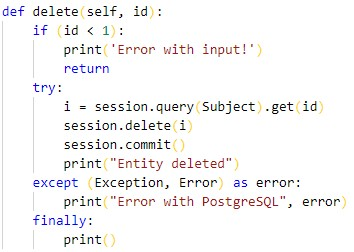 def delete(self, id):
    if (id < 1):
        print('Error with input!')
        return
    try:
        i = session.query(Subject).get(id)
        session.delete(i)
        session.commit()
        print("Entity deleted")
    except (Exception, Error) as error:
        print("Error with PostgreSQL", error)
    finally:
        print()